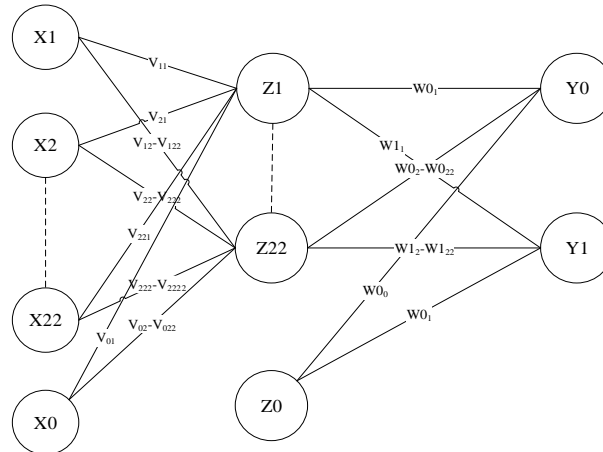 X1
Z1
Y0
V₁₁
W0₁
V₂₁
X2
V₁₂-V₁₂₂
W1₁
W0₂-W0₂₂
V₂₂-V₂₂₂
V₂₂₁
Z22
W1₂-W1₂₂
Y1
V₂₂₂-V₂₂₂₂
W0₀
X22
V₀₂-V₀₂₂
W0₁
V₀₁
Z0
X0